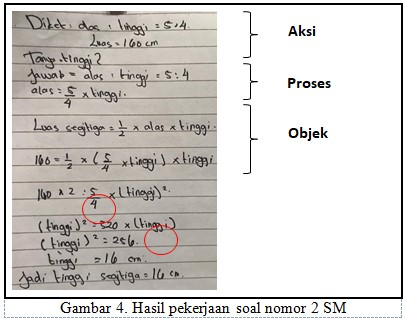 Diket: alas : tinggi = 5:4.
Luas = 160 cm
Tanya tinggi?
Jawab = alas : tinggi = 5:4
alas = 5/4 x tinggi.
Luas segitiga = 1/2 x alas x tinggi.
160 = 1/2 x (5/4 x tinggi) x tinggi
160 x 2 : 5/4 x (tinggi)².
(tinggi)² = 320 x (tinggi)
(tinggi)² = 256.
tinggi = 16 cm.
Jadi tinggi segitiga = 16 cm.
Aksi
Proses
Objek
Gambar 4. Hasil pekerjaan soal nomor 2 SM